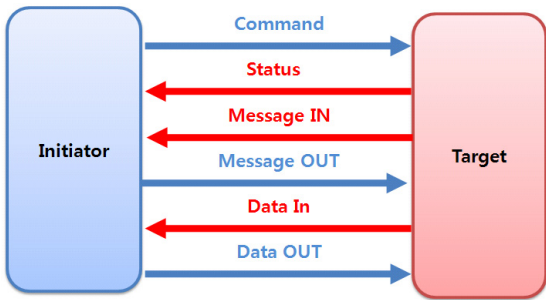 Command
Status
Message IN
Initiator
Message OUT
Target
Data In
Data OUT